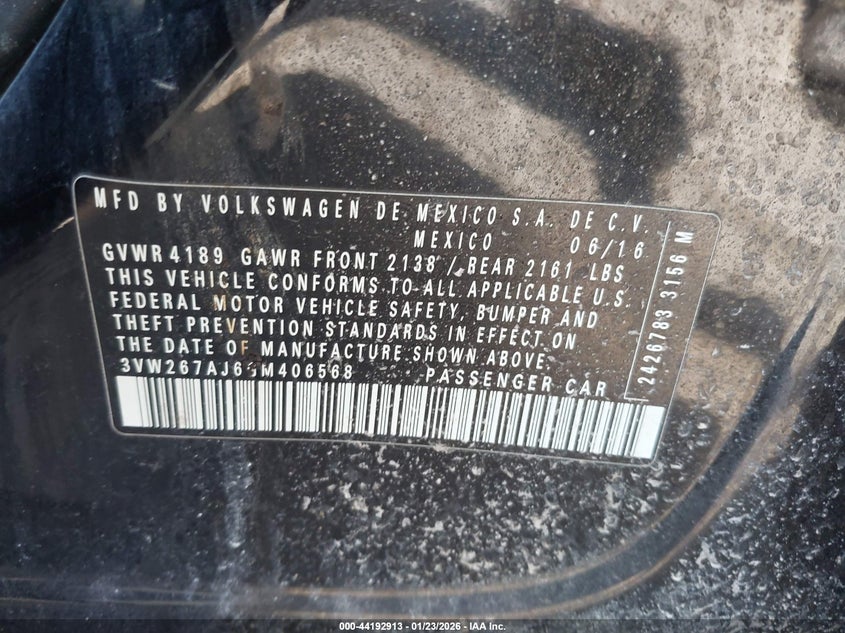 MFD BY VOLKSWAGEN DE MEXICO S.A. DE C.V.
MEXICO 06/16
GVWR 4189 GAWR FRONT 2138 / REAR 2161 LBS
THIS VEHICLE CONFORMS TO ALL APPLICABLE U.S.
FEDERAL MOTOR VEHICLE SAFETY, BUMPER AND
THEFT PREVENTION STANDARDS IN EFFECT ON
THE DATE OF MANUFACTURE SHOWN ABOVE.
3VW267AJ6GM406568 PASSENGER CAR
2426783 3156 M
000-44192913 - 01/23/2026 - IAA Inc.